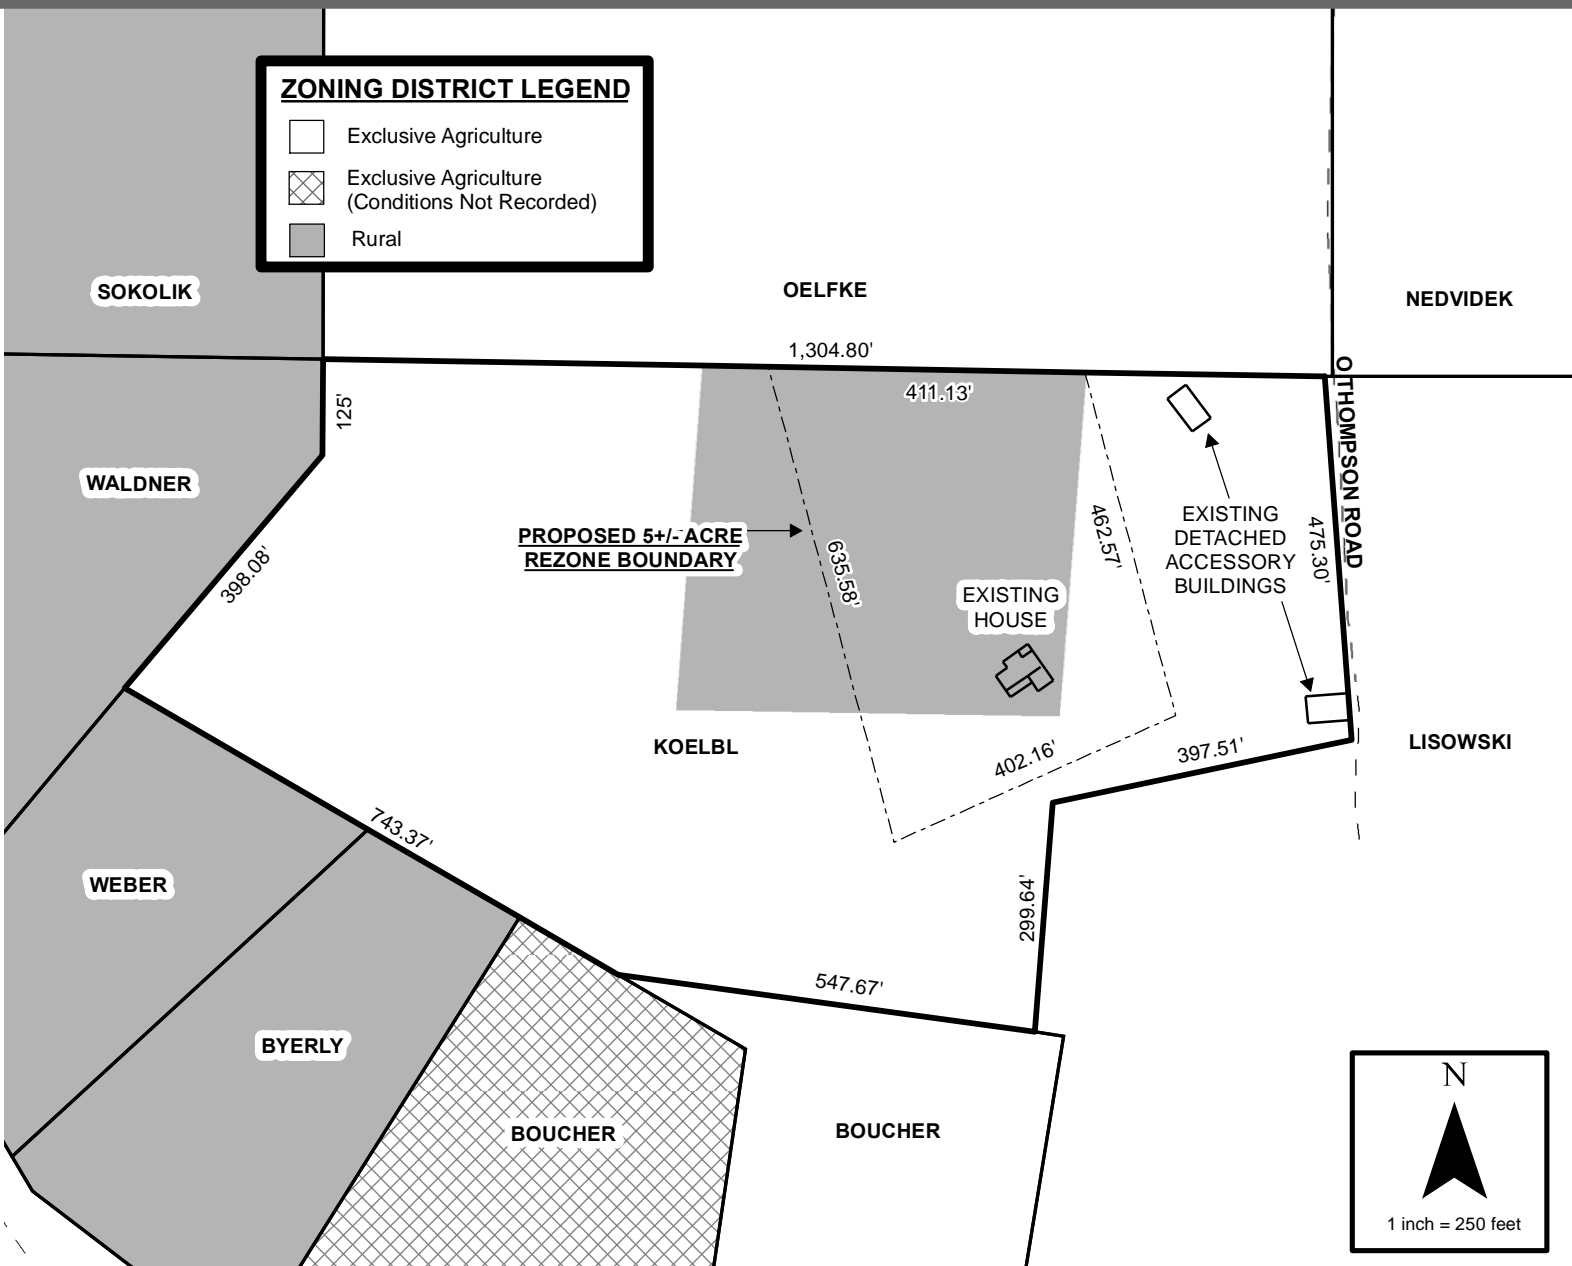 ZONING DISTRICT LEGEND
Exclusive Agriculture
Exclusive Agriculture
(Conditions Not Recorded)
Rural
SOKOLIK
OELFKE
NEDVIDEK
1,304.80'
411.13'
125'
O THOMPSON ROAD
WALDNER
462.57'
EXISTING
DETACHED
ACCESSORY
BUILDINGS
475.30'
PROPOSED 5+/- ACRE
REZONE BOUNDARY
635.58'
398.08'
EXISTING
HOUSE
KOELBL
402.16'
397.51'
LISOWSKI
743.37'
WEBER
299.64'
547.67'
BYERLY
BOUCHER
BOUCHER
N
1 inch = 250 feet